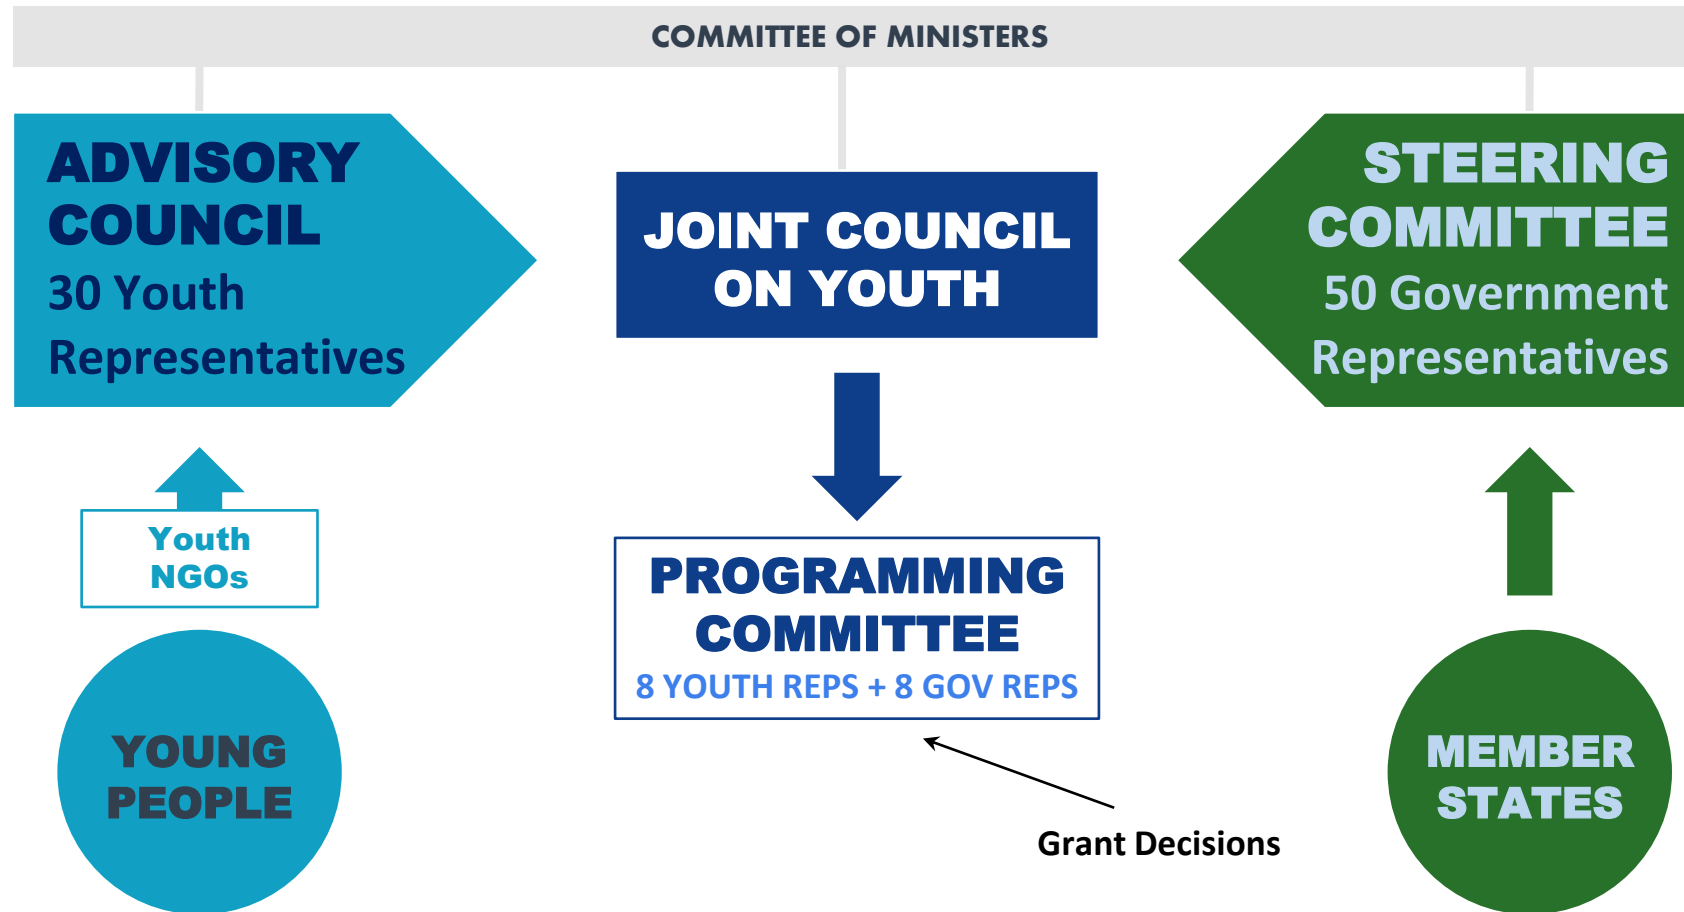 COMMITTEE OF MINISTERS
ADVISORY
COUNCIL
30 Youth
Representatives
JOINT COUNCIL
ON YOUTH
STEERING
COMMITTEE
50 Government
Representatives
Youth
NGOs
PROGRAMMING
COMMITTEE
8 YOUTH REPS + 8 GOV REPS
YOUNG
PEOPLE
MEMBER
STATES
Grant Decisions